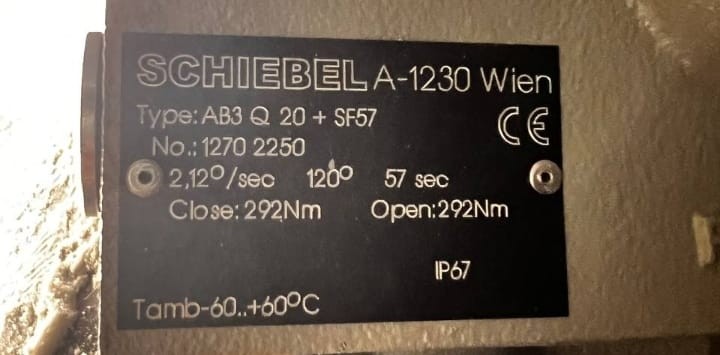 SCHIEBEL A-1230 Wien
Type: AB3 Q 20 + SF57
CE
No.: 1270 2250
2,12°/sec 120° 57 sec
Close: 292Nm Open: 292Nm
IP67
Tamb-60..+60°C